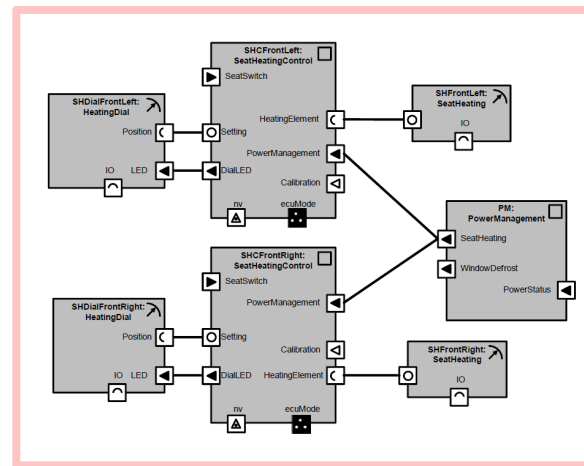 SHCFrontLeft:
SeatHeatingControl
SeatSwitch
SHDialFrontLeft:
HeatingDial
SHFrontLeft:
SeatHeating
HeatingElement
Position
Setting
IO
PowerManagement
IO
LED
DialLED
Calibration
nv
ecuMode
PM:
PowerManagement
SeatHeating
WindowDefrost
PowerStatus
SHCFrontRight:
SeatHeatingControl
SeatSwitch
PowerManagement
SHDialFrontRight:
HeatingDial
Position
Setting
Calibration
SHFrontRight:
SeatHeating
IO
LED
DialLED
HeatingElement
IO
nv
ecuMode